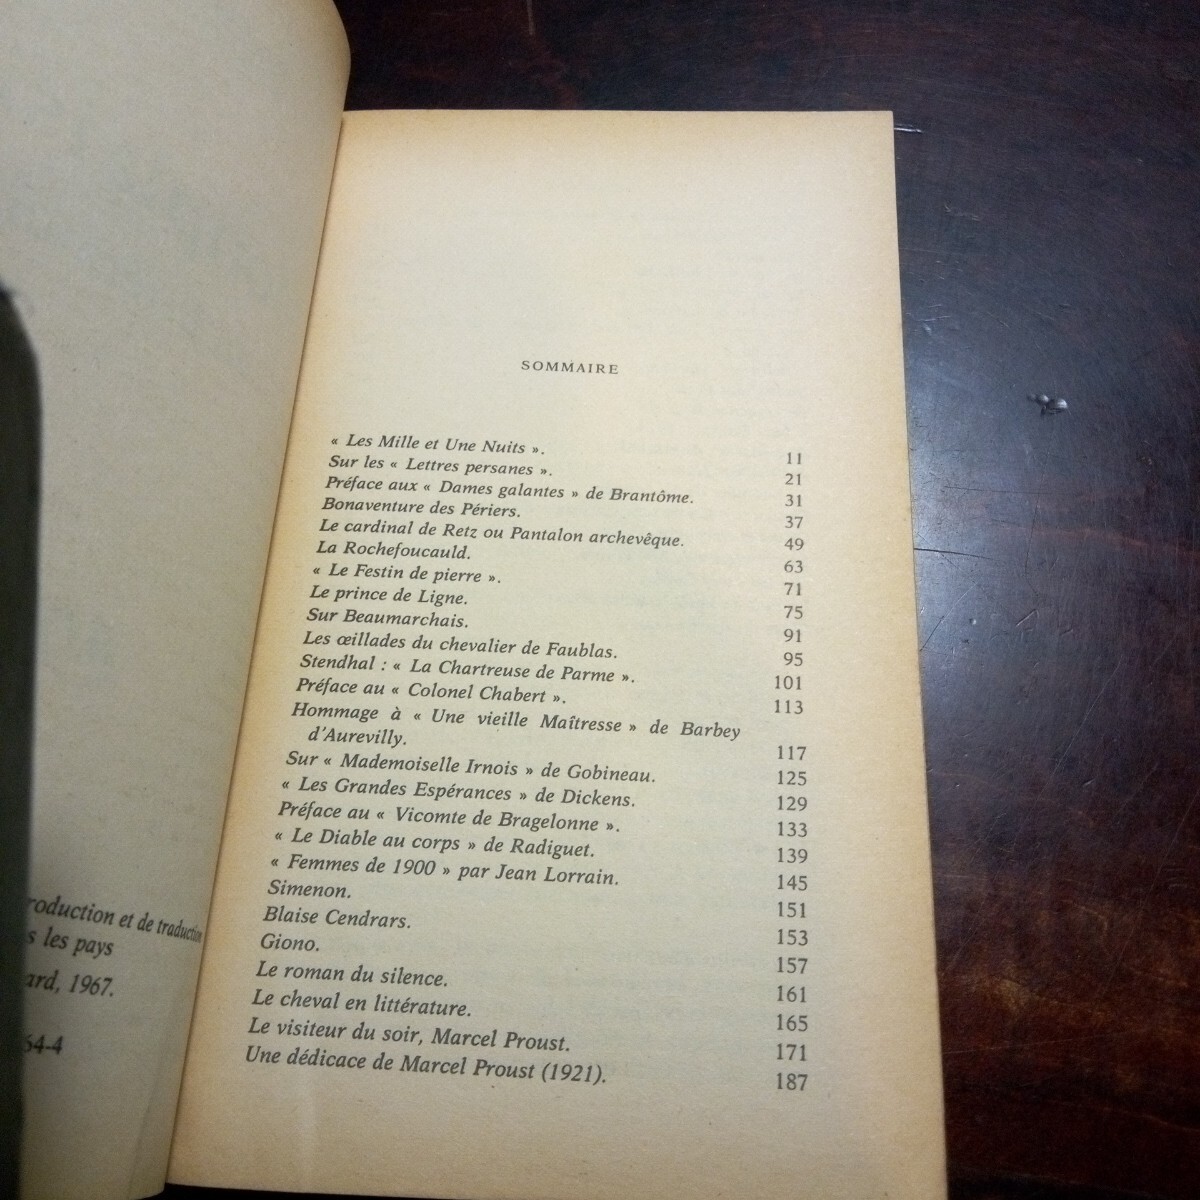 et de traduction
les pays
1967.
64-4
SOMMAIRE
« Les Mille et Une Nuits ». 11
Sur les « Lettres persanes ». 21
Préface aux « Dames galantes » de Brantôme. 31
Bonaventure des Périers. 37
Le cardinal de Retz ou Pantalon archevêque. 49
La Rochefoucauld. 63
« Le Festin de pierre ». 71
Le prince de Ligne. 75
Sur Beaumarchais. 91
Les œillades du chevalier de Faublas. 95
Stendhal : « La Chartreuse de Parme ». 101
Préface au « Colonel Chabert ». 113
Hommage à « Une vieille Maîtresse » de Barbey
d'Aurevilly. 117
Sur « Mademoiselle Irnois » de Gobineau. 125
« Les Grandes Espérances » de Dickens. 129
Préface au « Vicomte de Bragelonne ». 133
« Le Diable au corps » de Radiguet. 139
« Femmes de 1900 » par Jean Lorrain. 145
Simenon. 151
Blaise Cendrars. 153
Giono. 157
Le roman du silence. 161
Le cheval en littérature. 165
Le visiteur du soir, Marcel Proust. 171
Une dédicace de Marcel Proust (1921). 187